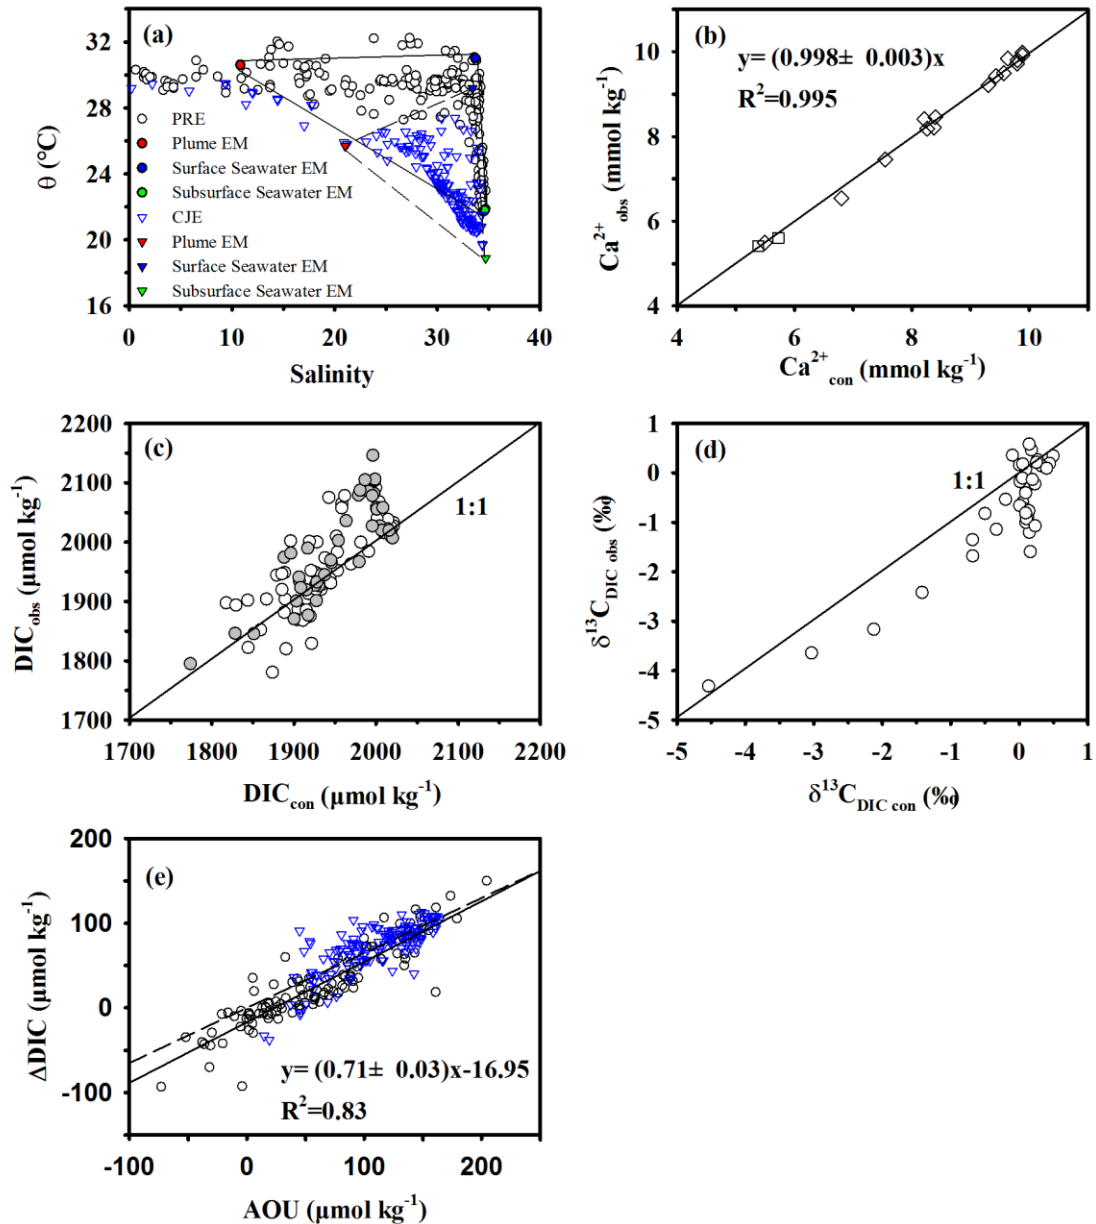 (a)
32
28
24
20
16
θ (°C)
PRE
Plume EM
Surface Seawater EM
Subsurface Seawater EM
CJE
Plume EM
Surface Seawater EM
Subsurface Seawater EM
0 10 20 30 40
Salinity
(b)
y= (0.998± 0.003)x
R²=0.995
10
8
6
4
Ca²⁺obs (mmol kg⁻¹)
4 6 8 10
Ca²⁺con (mmol kg⁻¹)
(c)
1:1
2200
2100
2000
1900
1800
1700
DICobs (µmol kg⁻¹)
1700 1800 1900 2000 2100 2200
DICcon (µmol kg⁻¹)
(d)
1:1
1
0
-1
-2
-3
-4
-5
δ¹³CDIC obs (‰)
-5 -4 -3 -2 -1 0 1
δ¹³CDIC con (‰)
(e)
200
100
0
-100
ΔDIC (µmol kg⁻¹)
y= (0.71± 0.03)x-16.95
R²=0.83
-100 0 100 200
AOU (µmol kg⁻¹)